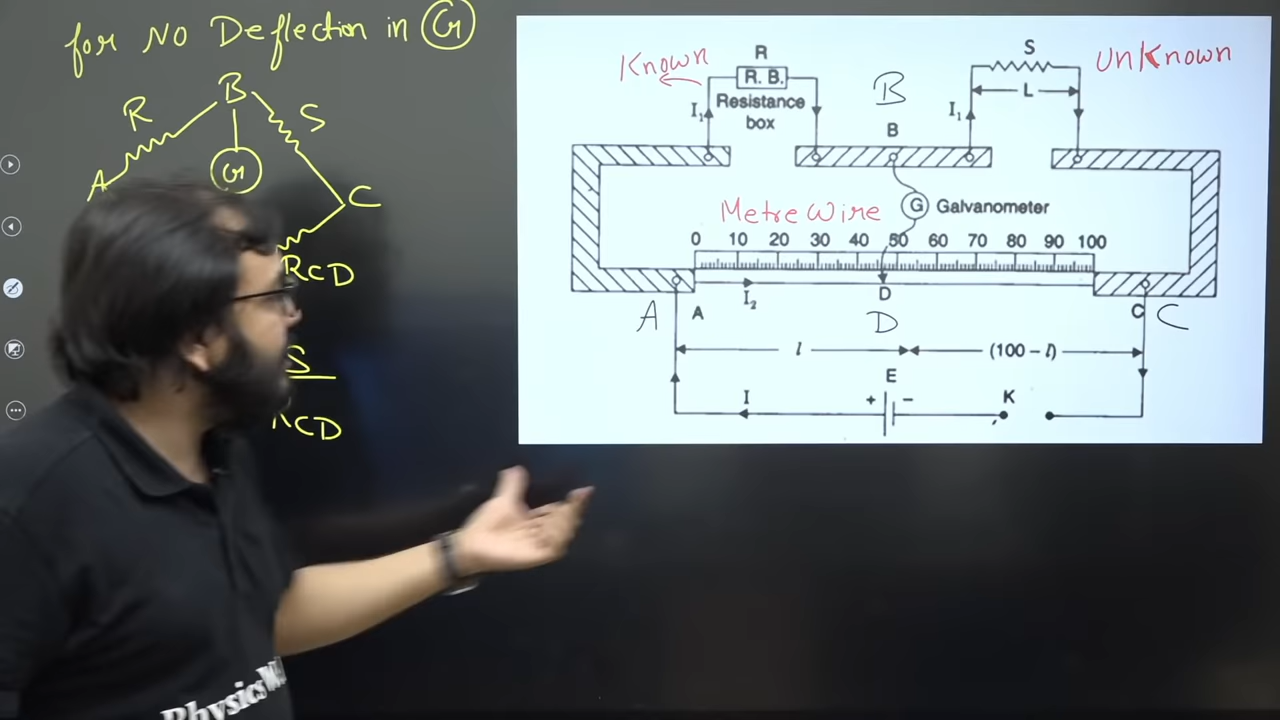 for NO Deflection in G
B
R
S
G
A
C
RCD
S
RCD
Known
R
R. B.
Resistance
box
I₁
B
B
I₁
S
L
UnKnown
Metre Wire
G Galvanometer
0 10 20 30 40 50 60 70 80 90 100
I₂
D
A A
D
C C
l
(100 – l)
E
I
+ –
K
PhysicsW